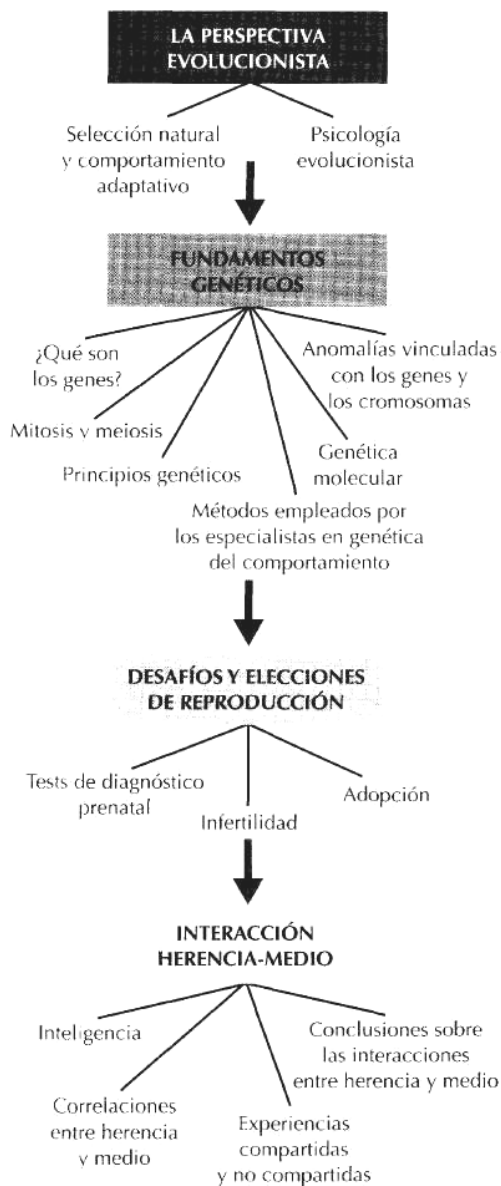 LA PERSPECTIVA
EVOLUCIONISTA
Selección natural
y comportamiento
adaptativo
Psicología
evolucionista
FUNDAMENTOS
GENÉTICOS
¿Qué son
los genes?
Mitosis y meiosis
Principios genéticos
Métodos empleados por
los especialistas en genética
del comportamiento
Genética
molecular
Anomalías vinculadas
con los genes y
los cromosomas
DESAFÍOS Y ELECCIONES
DE REPRODUCCIÓN
Tests de diagnóstico
prenatal
Infertilidad
Adopción
INTERACCIÓN
HERENCIA-MEDIO
Inteligencia
Correlaciones
entre herencia
y medio
Experiencias
compartidas
y no compartidas
Conclusiones sobre
las interacciones
entre herencia y medio